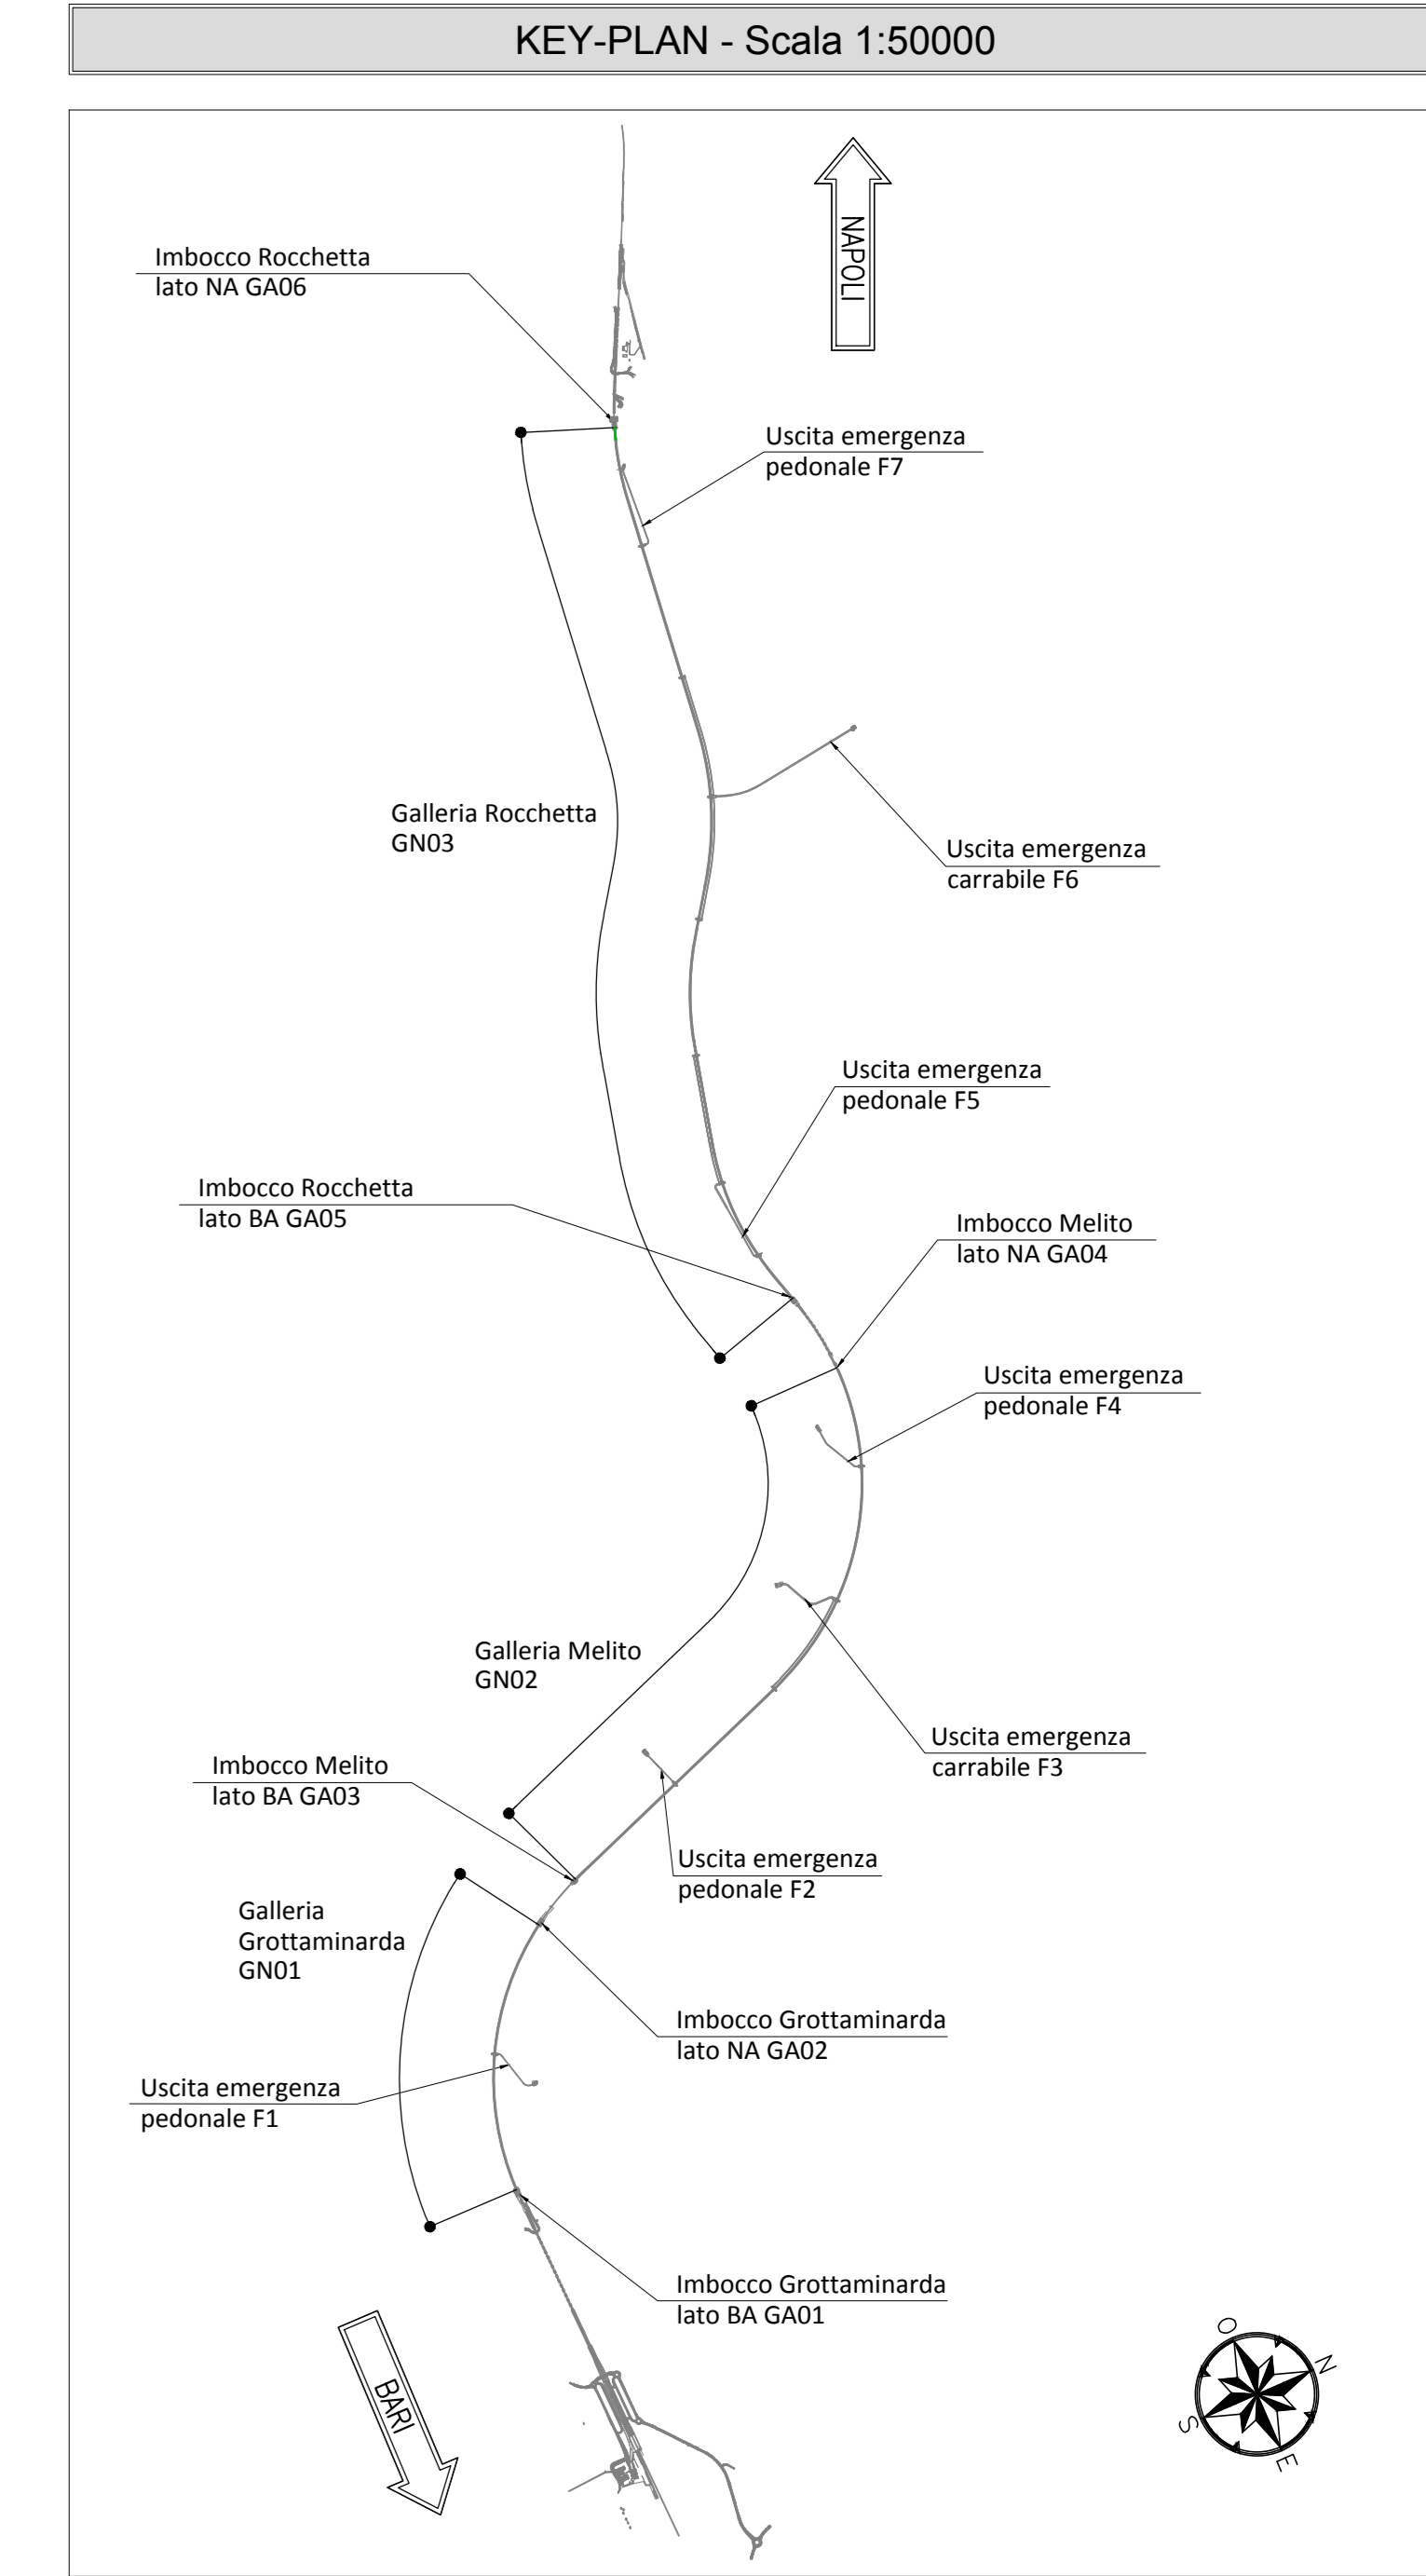 KEY-PLAN - Scala 1:50000
NAPOLI
Imbocco Rocchetta
lato NA GA06
Uscita emergenza
pedonale F7
Galleria Rocchetta
GN03
Uscita emergenza
carrabile F6
Uscita emergenza
pedonale F5
Imbocco Rocchetta
lato BA GA05
Imbocco Melito
lato NA GA04
Uscita emergenza
pedonale F4
Galleria Melito
GN02
Uscita emergenza
carrabile F3
Imbocco Melito
lato BA GA03
Uscita emergenza
pedonale F2
Galleria
Grottaminarda
GN01
Imbocco Grottaminarda
lato NA GA02
Uscita emergenza
pedonale F1
Imbocco Grottaminarda
lato BA GA01
BARI
O
N
S
E